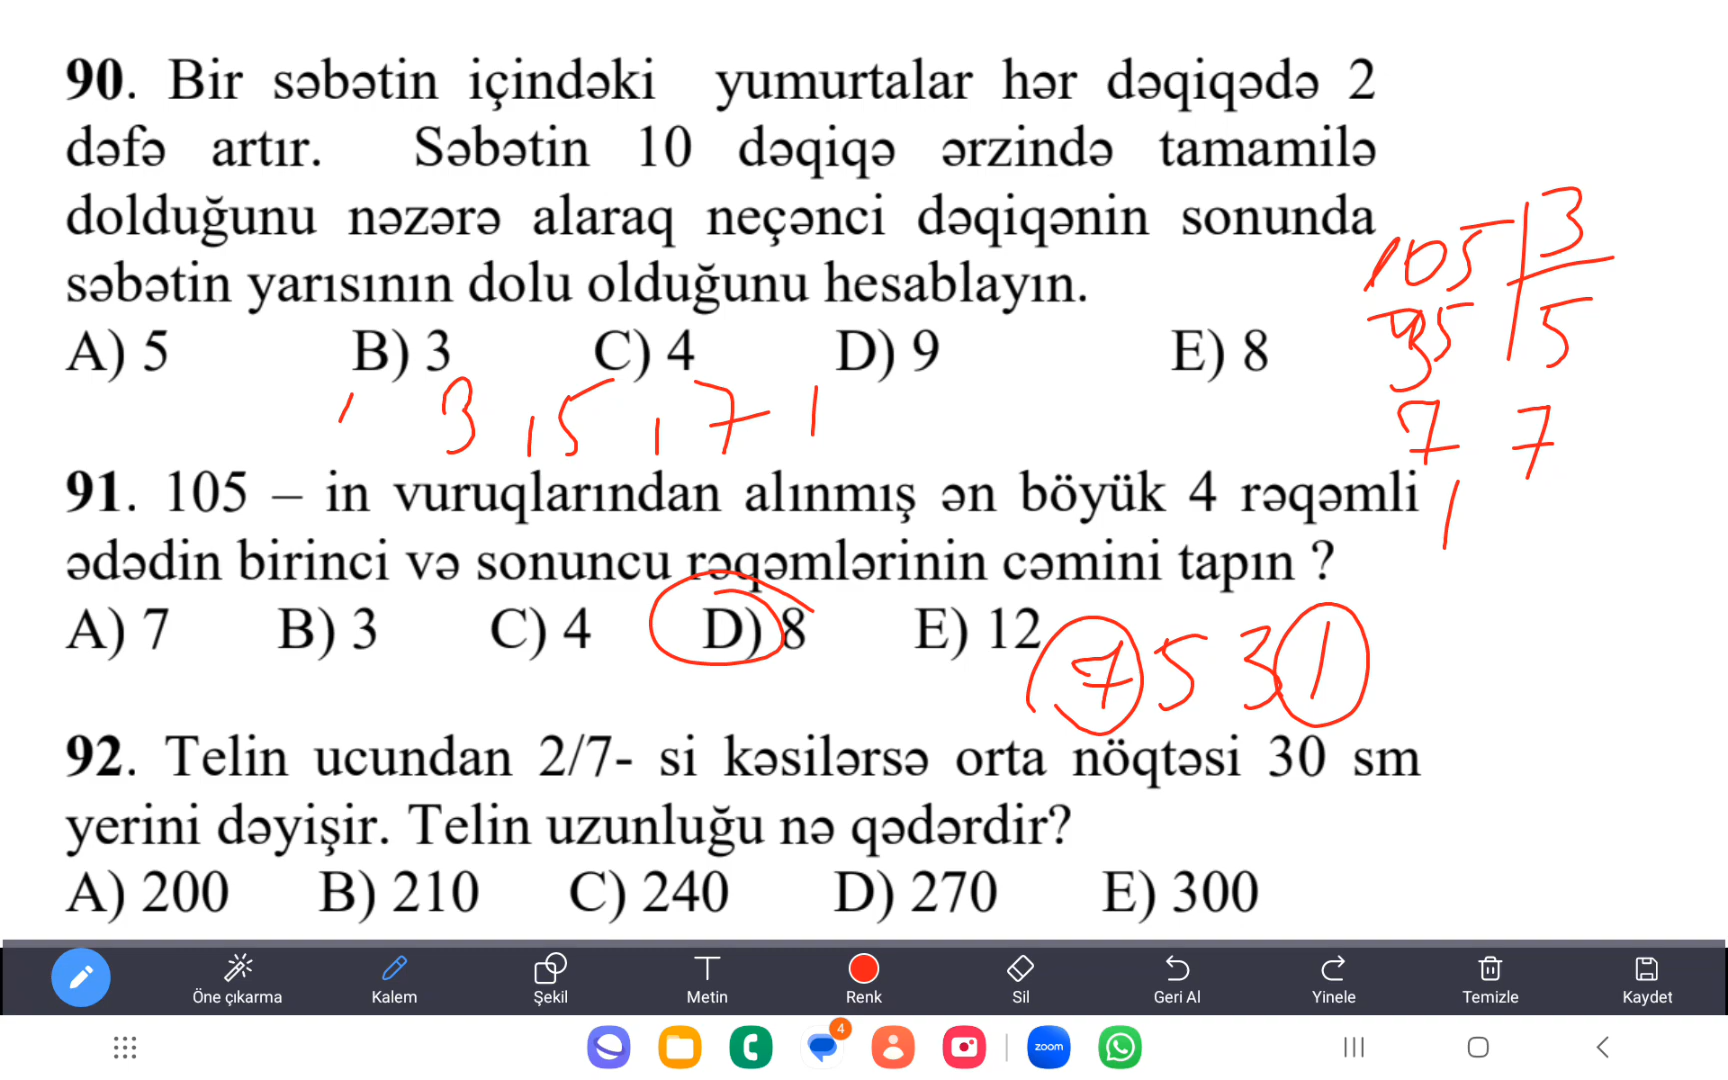 90. Bir səbətin içindəki yumurtalar hər dəqiqədə 2
dəfə artır. Səbətin 10 dəqiqə ərzində tamamilə
dolduğunu nəzərə alaraq neçənci dəqiqənin sonunda
səbətin yarısının dolu olduğunu hesablayın.
A) 5 B) 3 C) 4 D) 9 E) 8
105 3
35 5
7 7
1
3 , 5 , 7 1
91. 105 – in vuruqlarından alınmış ən böyük 4 rəqəmli
ədədin birinci və sonuncu rəqəmlərinin cəmini tapın ?
A) 7 B) 3 C) 4 D) 8 E) 12
7 5 3 1
92. Telin ucundan 2/7- si kəsilərsə orta nöqtəsi 30 sm
yerini dəyişir. Telin uzunluğu nə qədərdir?
A) 200 B) 210 C) 240 D) 270 E) 300
Öne çıkarma Kalem Şekil Metin Renk Sil Geri Al Yinele Temizle Kaydet
4
zoom